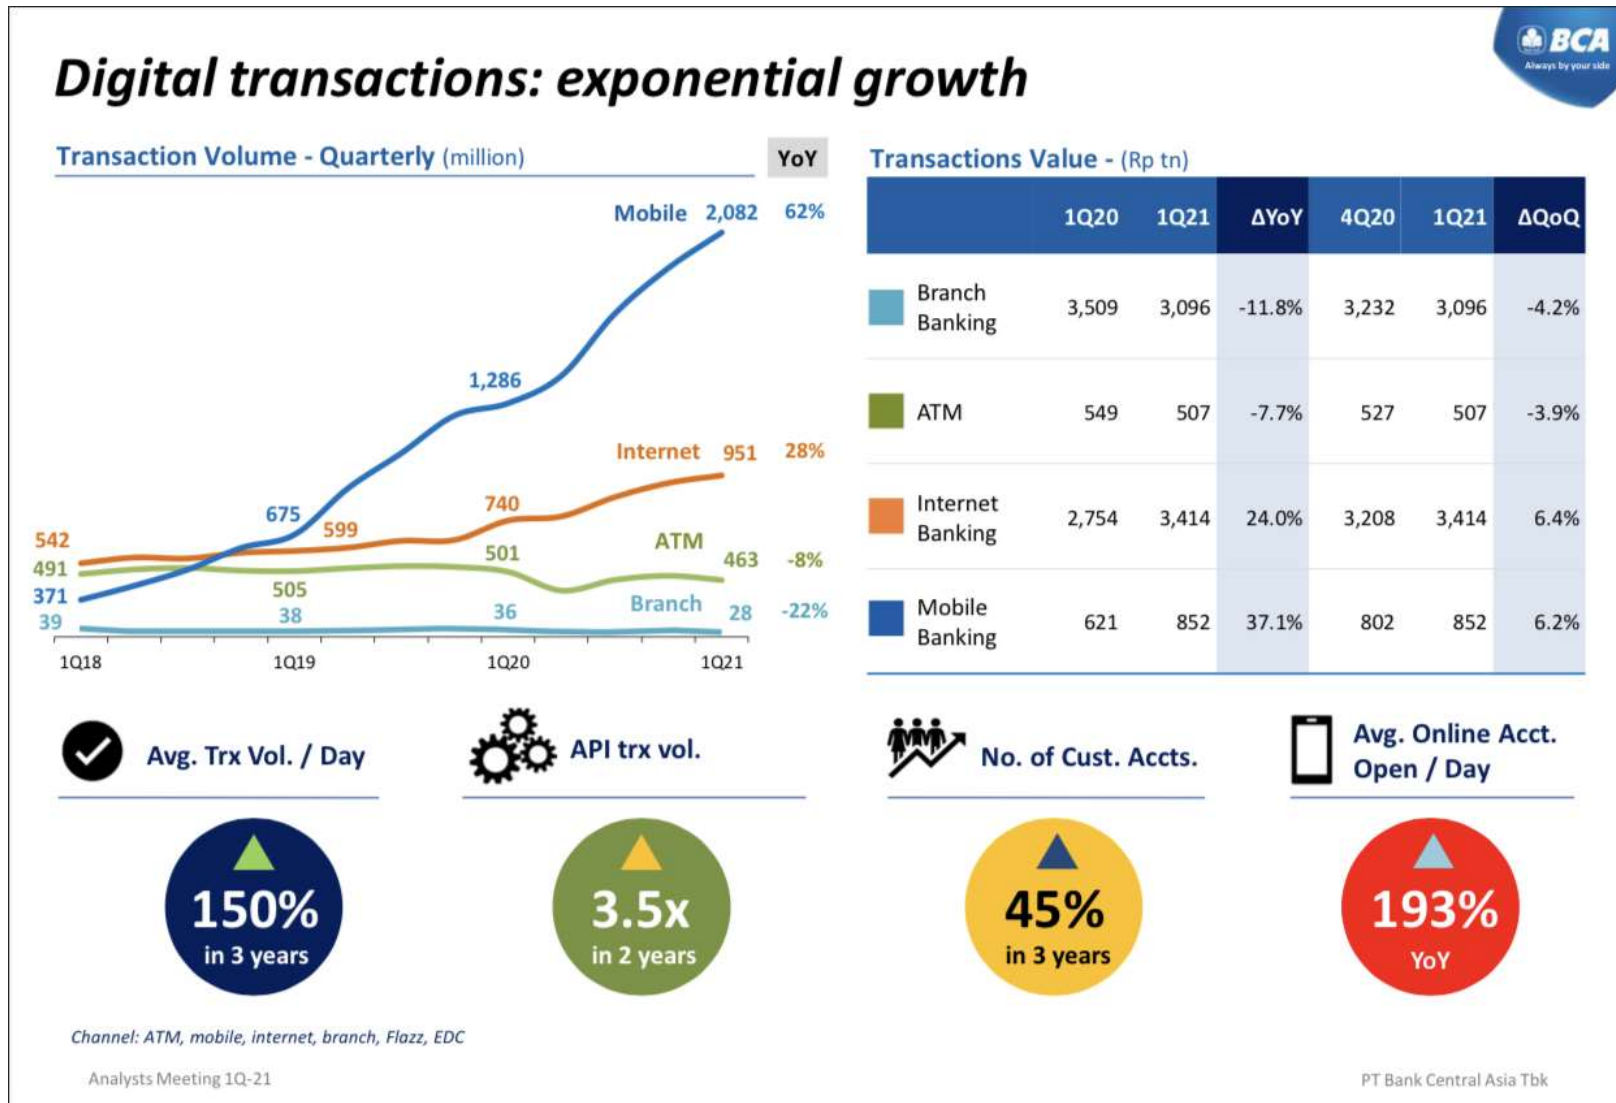 BCA
Always by your side
Digital transactions: exponential growth
Transaction Volume - Quarterly (million)
YoY
Mobile 2,082 62%
1,286
Internet 951 28%
740
675
599
542
ATM
501
463 -8%
491
505
371
Branch
28 -22%
39
38
36
1Q18 1Q19 1Q20 1Q21
Transactions Value - (Rp tn)
1Q20 1Q21 ΔYoY 4Q20 1Q21 ΔQoQ
Branch
Banking
3,509 3,096 -11.8% 3,232 3,096 -4.2%
ATM 549 507 -7.7% 527 507 -3.9%
Internet
Banking
2,754 3,414 24.0% 3,208 3,414 6.4%
Mobile
Banking
621 852 37.1% 802 852 6.2%
Avg. Trx Vol. / Day
150%
in 3 years
API trx vol.
3.5x
in 2 years
No. of Cust. Accts.
45%
in 3 years
Avg. Online Acct.
Open / Day
193%
YoY
Channel: ATM, mobile, internet, branch, Flazz, EDC
Analysts Meeting 1Q-21
PT Bank Central Asia Tbk